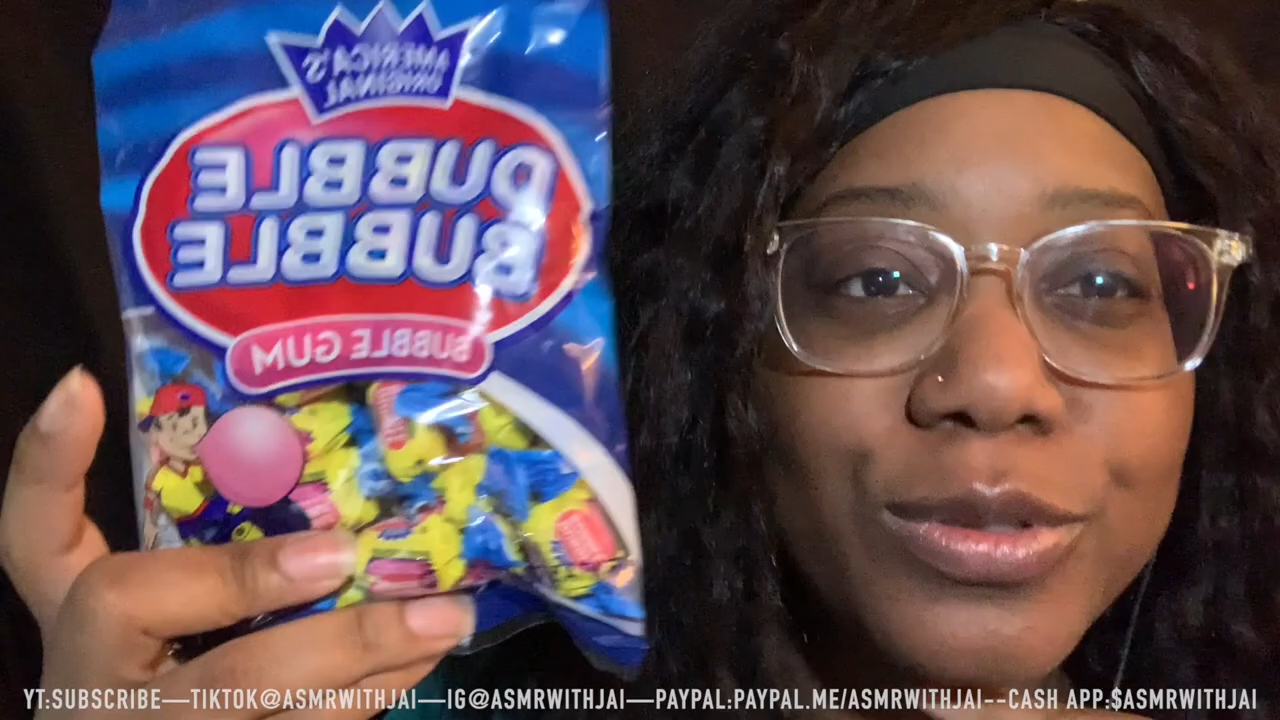 AMERICA'S
ORIGINAL
DUBBLE
BUBBLE
BUBBLE GUM
YT:SUBSCRIBE—TIKTOK@ASMRWITHJAI—IG@ASMRWITHJAI—PAYPAL:PAYPAL.ME/ASMRWITHJAI--CASH APP:$ASMRWITHJAI